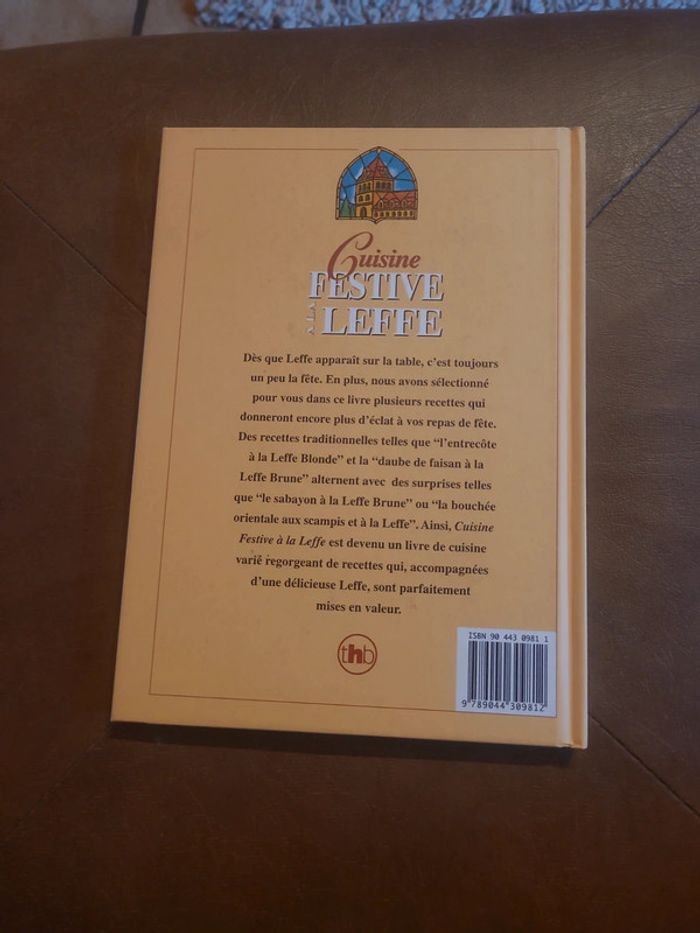 Cuisine
FESTIVE
À LA LEFFE
Dès que Leffe apparaît sur la table, c'est toujours
un peu la fête. En plus, nous avons sélectionné
pour vous dans ce livre plusieurs recettes qui
donneront encore plus d'éclat à vos repas de fête.
Des recettes traditionnelles telles que “l'entrecôte
à la Leffe Blonde” et la “daube de faisan à la
Leffe Brune” alternent avec des surprises telles
que “le sabayon à la Leffe Brune” ou “la bouchée
orientale aux scampis et à la Leffe”. Ainsi, Cuisine
Festive à la Leffe est devenu un livre de cuisine
varié regorgeant de recettes qui, accompagnées
d'une délicieuse Leffe, sont parfaitement
mises en valeur.
thb
ISBN 90 443 0981 1
9 789044 309812